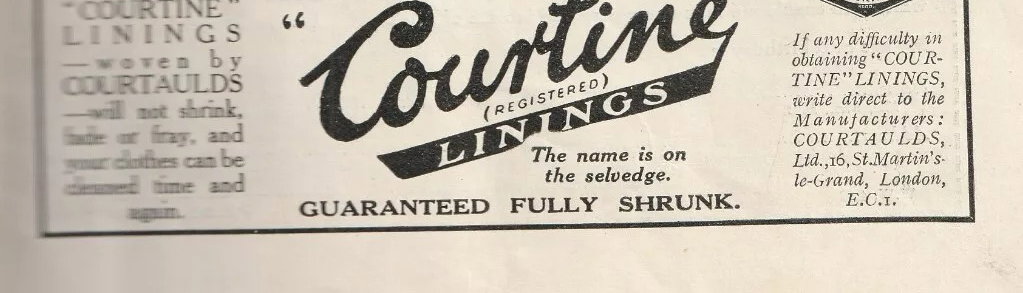 "COURTINE"
LININGS
—woven by
COURTAULDS
—will not shrink,
fade or fray, and
your clothes can be
cleaned time and
again.
"Courtine
(REGISTERED)
LININGS
The name is on
the selvedge.
GUARANTEED FULLY SHRUNK.
If any difficulty in
obtaining "COUR-
TINE" LININGS,
write direct to the
Manufacturers:
COURTAULDS,
Ltd., 16, St. Martin's-
le-Grand, London,
E.C.1.